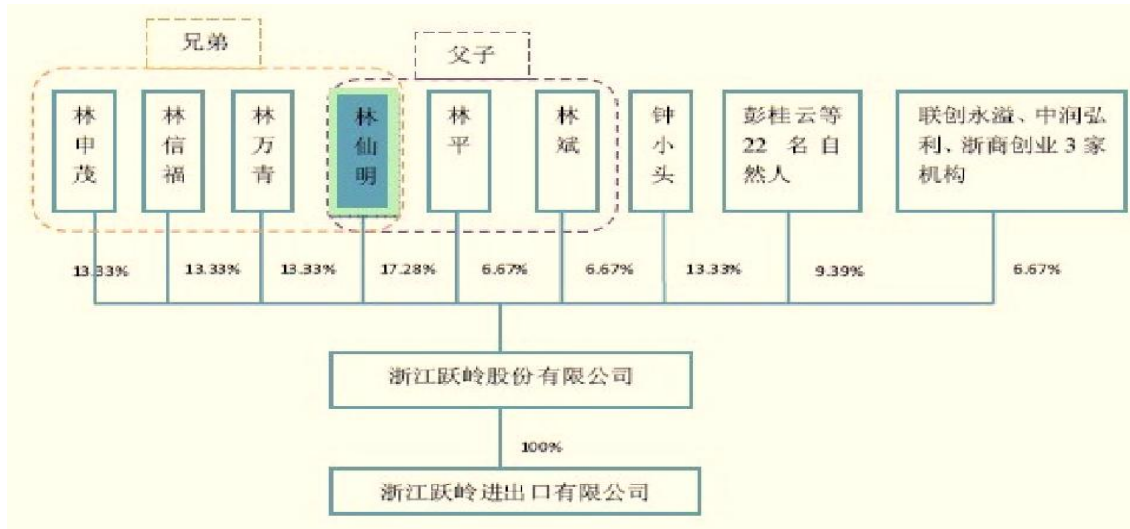 兄弟
父子
林申茂
林信福
林万青
林仙明
林平
林斌
钟小头
彭桂云等
22 名自
然人
联创永溢、中润弘
利、浙商创业3家
机构
13.33%
13.33%
13.33%
17.28%
6.67%
6.67%
13.33%
9.39%
6.67%
浙江跃岭股份有限公司
100%
浙江跃岭进出口有限公司